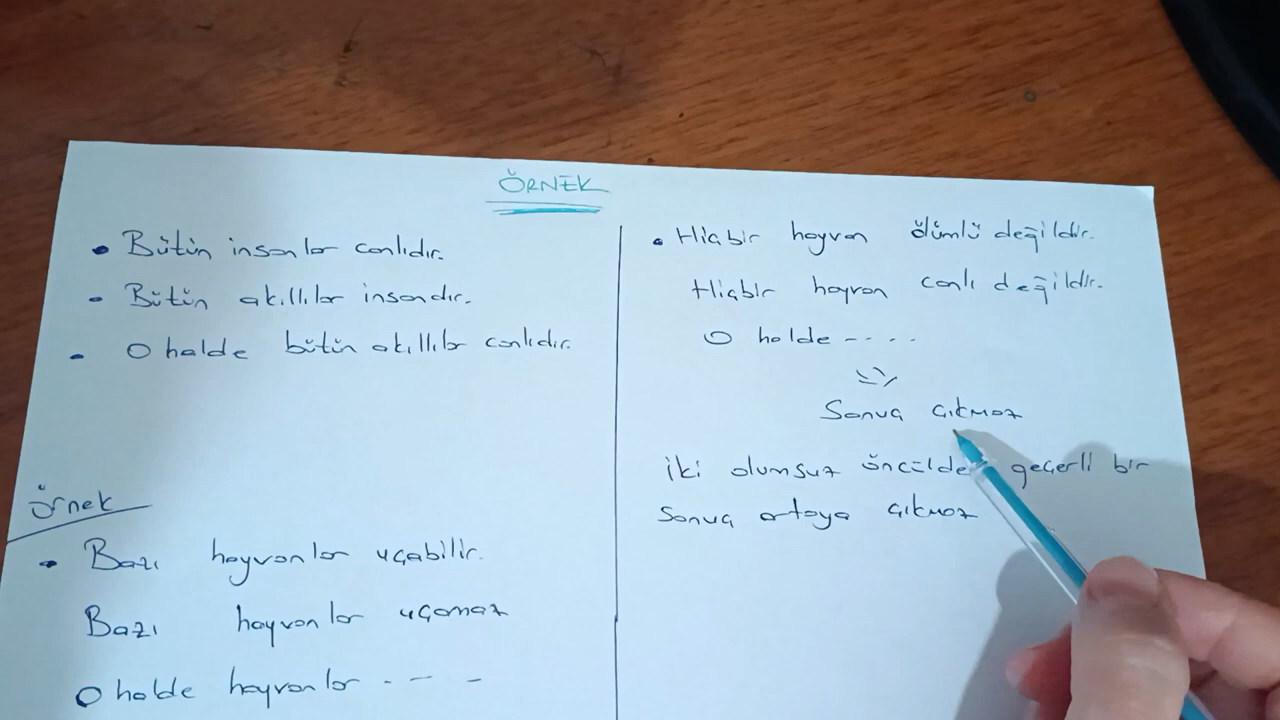 ÖRNEK
• Bütün insanlar canlıdır.
- Bütün akıllılar insandır.
- O halde bütün akıllılar canlıdır.
Örnek
• Bazı hayvanlar uçabilir.
Bazı hayvanlar uçamaz
O halde hayvanlar - - -
• Hiçbir hayvan ölümlü değildir.
Hiçbir hayvan canlı değildir.
O halde - - - -
Sonuç çıkmaz
İki olumsuz öncülde geçerli bir
Sonuç ortaya çıkmaz